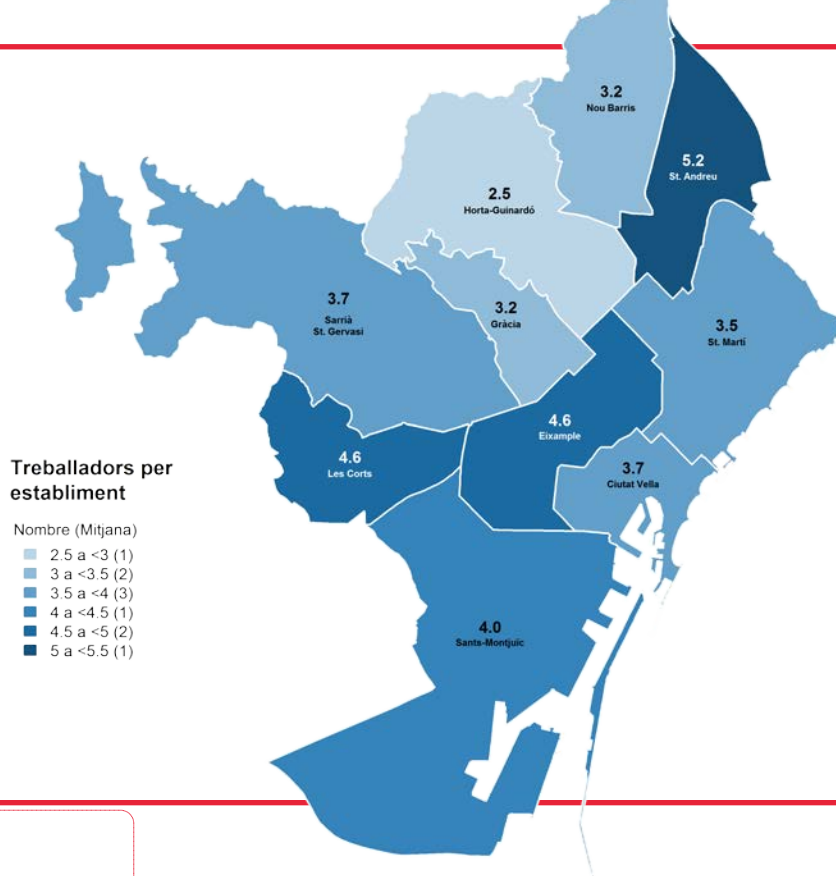 3.2
Nou Barris
5.2
St. Andreu
2.5
Horta-Guinardó
3.7
Sarrià
St. Gervasi
3.2
Gràcia
3.5
St. Martí
4.6
Eixample
4.6
Les Corts
3.7
Ciutat Vella
4.0
Sants-Montjuïc
Treballadors per
establiment
Nombre (Mitjana)
2.5 a <3 (1)
3 a <3.5 (2)
3.5 a <4 (3)
4 a <4.5 (1)
4.5 a <5 (2)
5 a <5.5 (1)